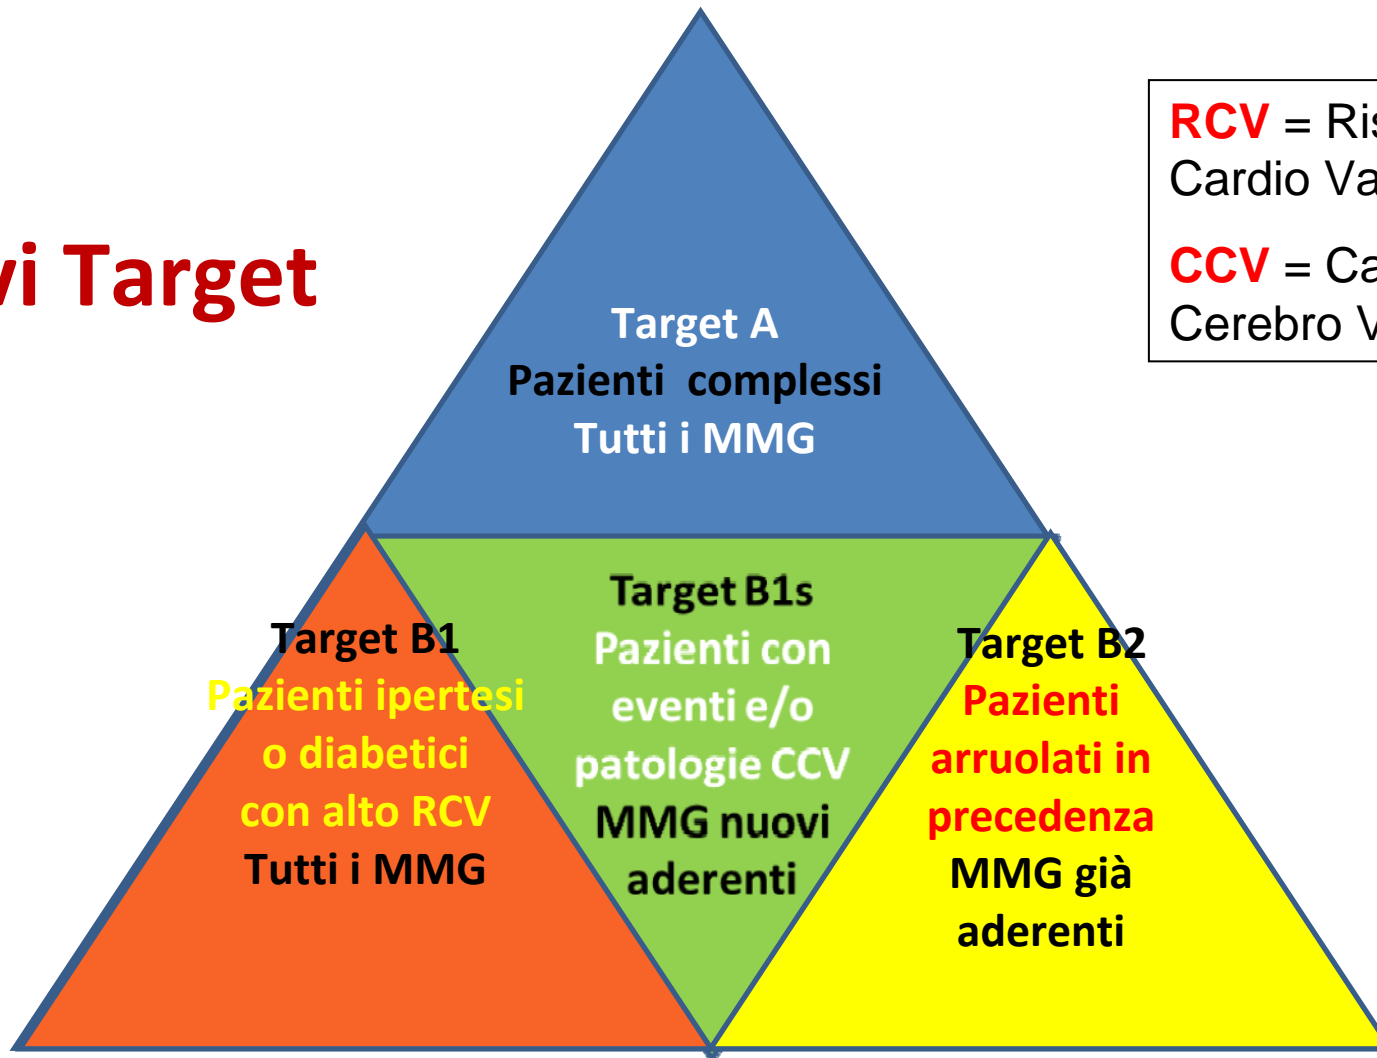 RCV = Ris
Cardio Va
CCV = Ca
Cerebro V
vi Target
Target A
Pazienti complessi
Tutti i MMG
Target B1
Pazienti ipertesi
o diabetici
con alto RCV
Tutti i MMG
Target B1s
Pazienti con
eventi e/o
patologie CCV
MMG nuovi
aderenti
Target B2
Pazienti
arruolati in
precedenza
MMG già
aderenti